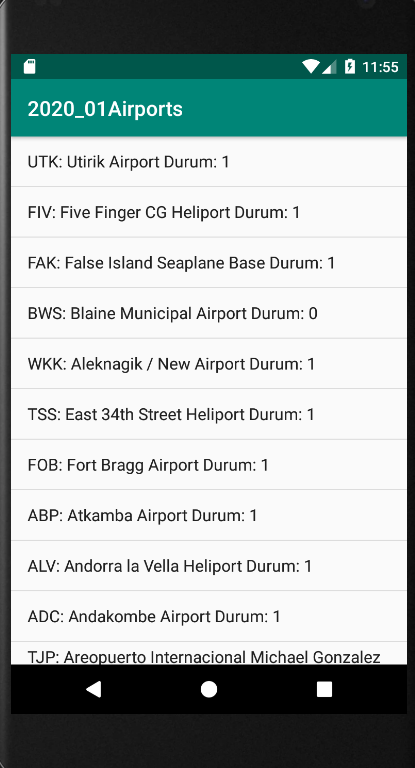 11:55
2020_01Airports
UTK: Utirik Airport Durum: 1
FIV: Five Finger CG Heliport Durum: 1
FAK: False Island Seaplane Base Durum: 1
BWS: Blaine Municipal Airport Durum: 0
WKK: Aleknagik / New Airport Durum: 1
TSS: East 34th Street Heliport Durum: 1
FOB: Fort Bragg Airport Durum: 1
ABP: Atkamba Airport Durum: 1
ALV: Andorra la Vella Heliport Durum: 1
ADC: Andakombe Airport Durum: 1
TJP: Areopuerto Internacional Michael Gonzalez